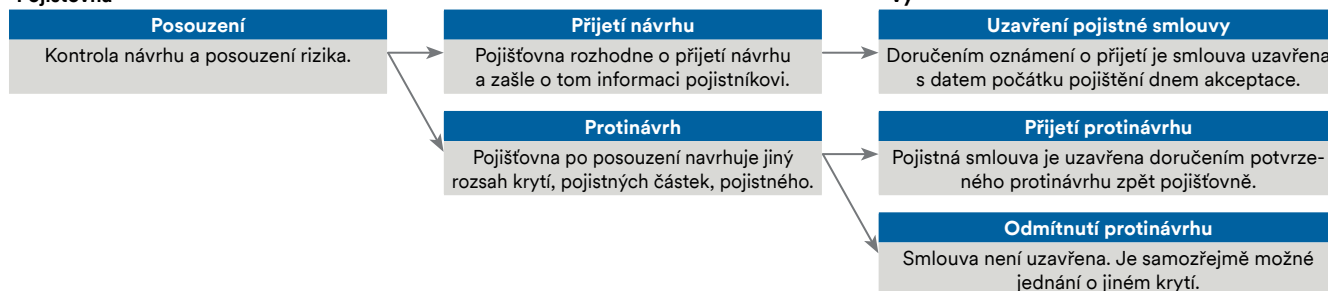 Pojišťovna
Vy
Posouzení
Kontrola návrhu a posouzení rizika.
Přijetí návrhu
Pojišťovna rozhodne o přijetí návrhu
a zašle o tom informaci pojistníkovi.
Uzavření pojistné smlouvy
Doručením oznámení o přijetí je smlouva uzavřena
s datem počátku pojištění dnem akceptace.
Protinávrh
Pojišťovna po posouzení navrhuje jiný
rozsah krytí, pojistných částek, pojistného.
Přijetí protinávrhu
Pojistná smlouva je uzavřena doručením potvrze-
ného protinávrhu zpět pojišťovně.
Odmítnutí protinávrhu
Smlouva není uzavřena. Je samozřejmě možné
jednání o jiném krytí.